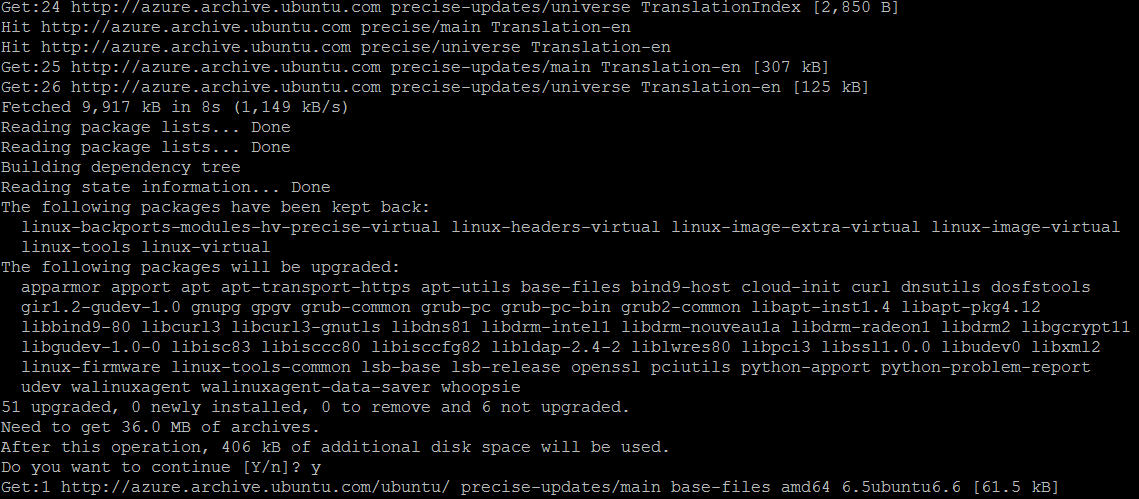 Get:24 http://azure.archive.ubuntu.com precise-updates/universe TranslationIndex [2,850 B]
Hit http://azure.archive.ubuntu.com precise/main Translation-en
Hit http://azure.archive.ubuntu.com precise/universe Translation-en
Get:25 http://azure.archive.ubuntu.com precise-updates/main Translation-en [307 kB]
Get:26 http://azure.archive.ubuntu.com precise-updates/universe Translation-en [125 kB]
Fetched 9,917 kB in 8s (1,149 kB/s)
Reading package lists... Done
Reading package lists... Done
Building dependency tree
Reading state information... Done
The following packages have been kept back:
  linux-backports-modules-hv-precise-virtual linux-headers-virtual linux-image-extra-virtual linux-image-virtual
  linux-tools linux-virtual
The following packages will be upgraded:
  apparmor apport apt apt-transport-https apt-utils base-files bind9-host cloud-init curl dnsutils dosfstools
  gir1.2-gudev-1.0 gnupg gpgv grub-common grub-pc grub-pc-bin grub2-common libapt-inst1.4 libapt-pkg4.12
  libbind9-80 libcurl3 libcurl3-gnutls libdns81 libdrm-intel1 libdrm-nouveau1a libdrm-radeon1 libdrm2 libgcrypt11
  libgudev-1.0-0 libisc83 libisccc80 libisccfg82 libldap-2.4-2 liblwres80 libpci3 libssl1.0.0 libudev0 libxml2
  linux-firmware linux-tools-common lsb-base lsb-release openssl pciutils python-apport python-problem-report
  udev walinuxagent walinuxagent-data-saver whoopsie
51 upgraded, 0 newly installed, 0 to remove and 6 not upgraded.
Need to get 36.0 MB of archives.
After this operation, 406 kB of additional disk space will be used.
Do you want to continue [Y/n]? y
Get:1 http://azure.archive.ubuntu.com/ubuntu/ precise-updates/main base-files amd64 6.5ubuntu6.6 [61.5 kB]